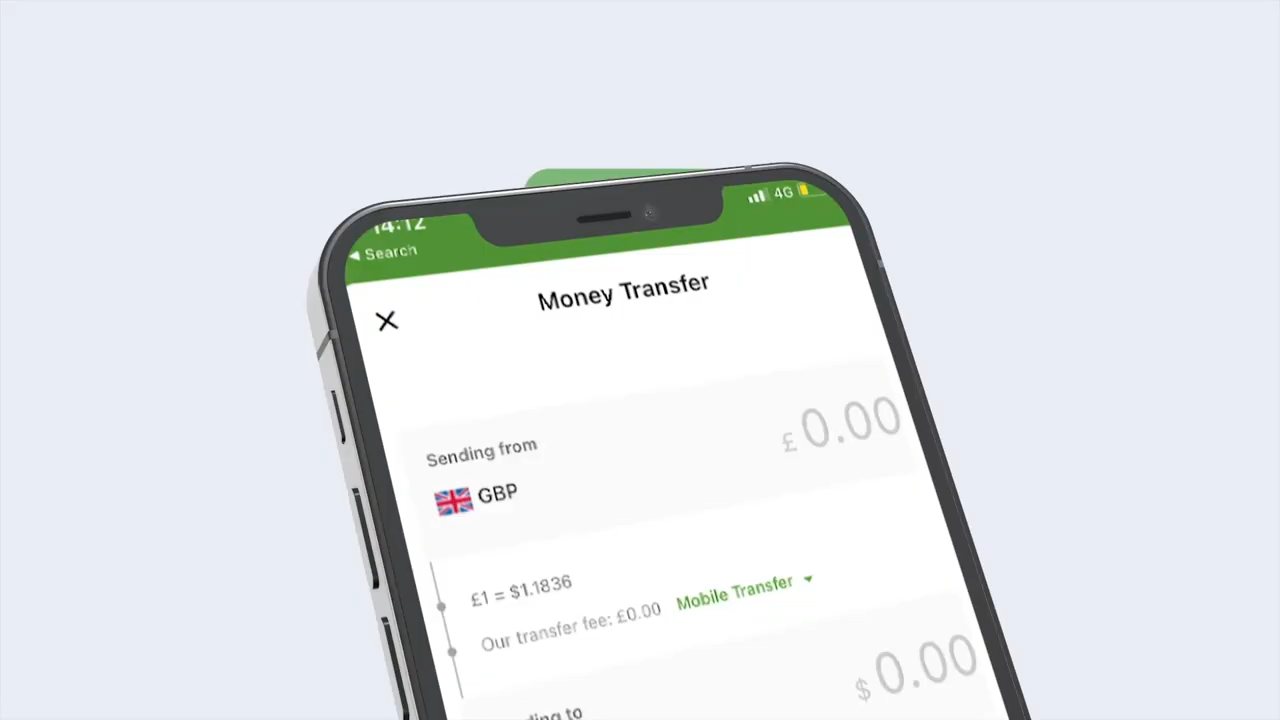 14:12
4G
Search
Money Transfer
Sending from
£ 0.00
GBP
£1 = $1.1836
Our transfer fee: £0.00 Mobile Transfer
$ 0.00
to